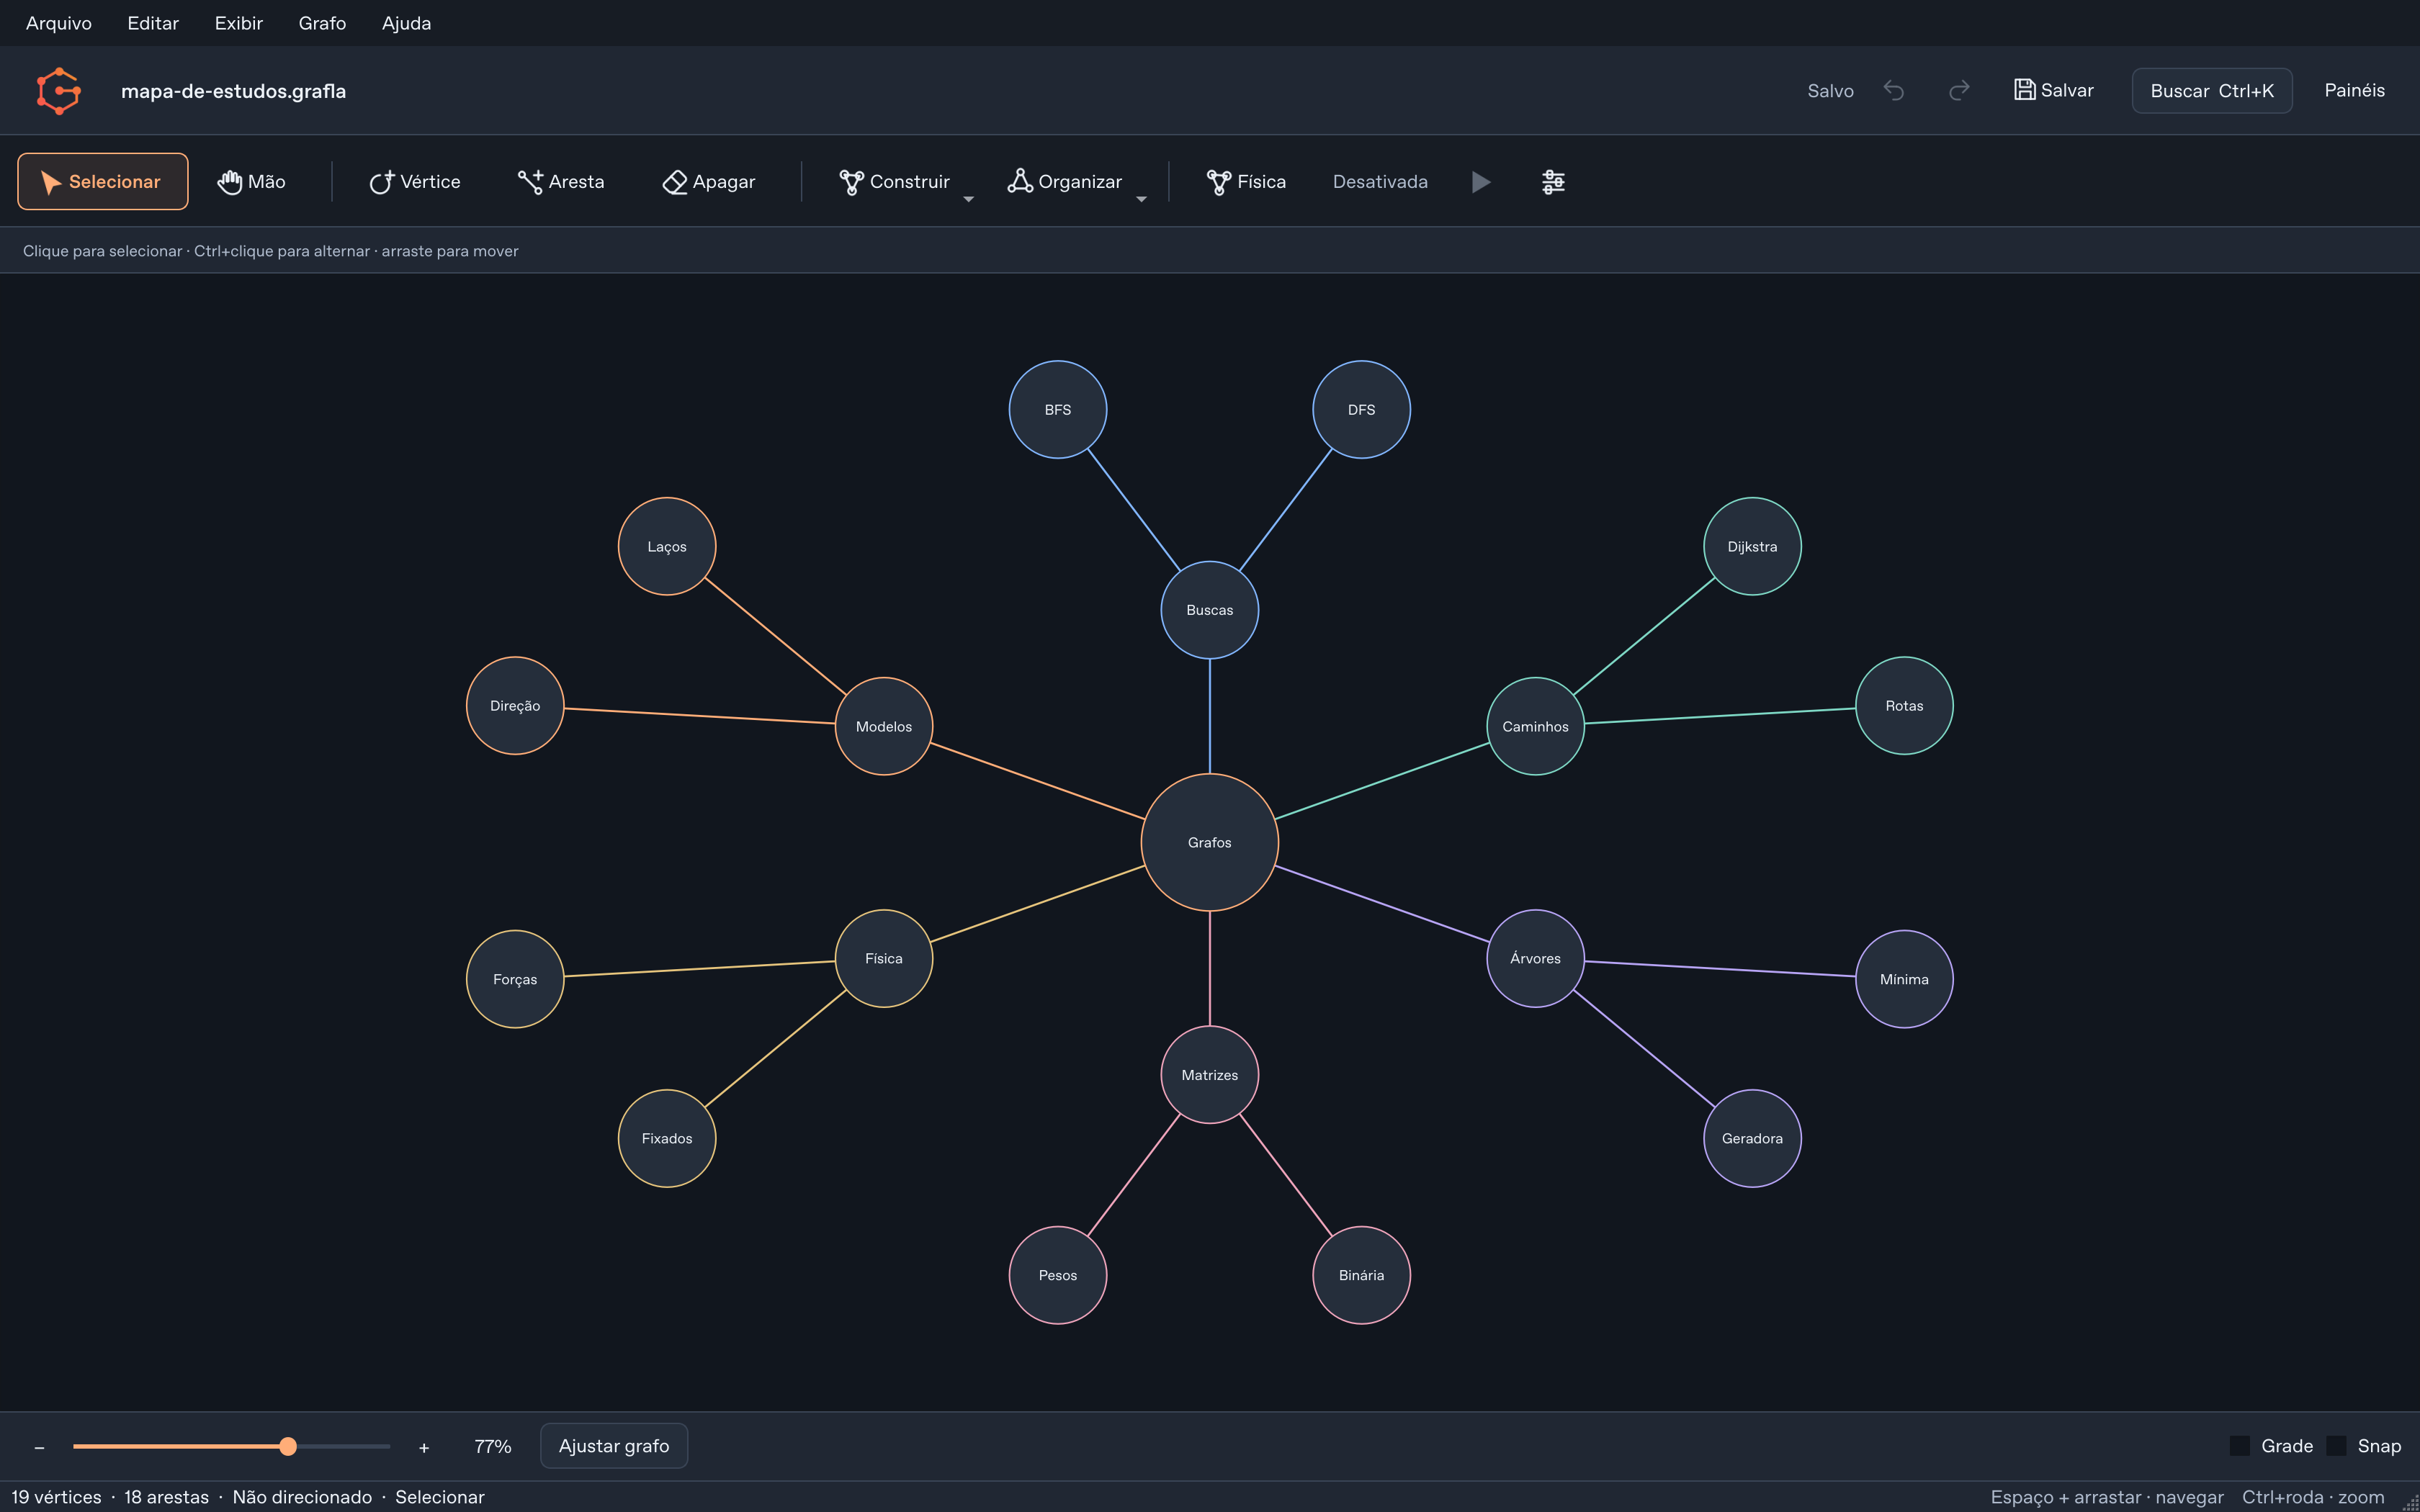 Arquivo Editar Exibir Grafo Ajuda
mapa-de-estudos.grafla
Salvo Salvar Buscar Ctrl+K Painéis
Selecionar Mão Vértice Aresta Apagar Construir Organizar Física Desativada
Clique para selecionar · Ctrl+clique para alternar · arraste para mover
BFS
DFS
Laços
Dijkstra
Buscas
Direção
Rotas
Modelos
Caminhos
Grafos
Física
Árvores
Forças
Mínima
Matrizes
Fixados
Geradora
Pesos
Binária
– + 77% Ajustar grafo Grade Snap
19 vértices · 18 arestas · Não direcionado · Selecionar
Espaço + arrastar · navegar Ctrl+roda · zoom